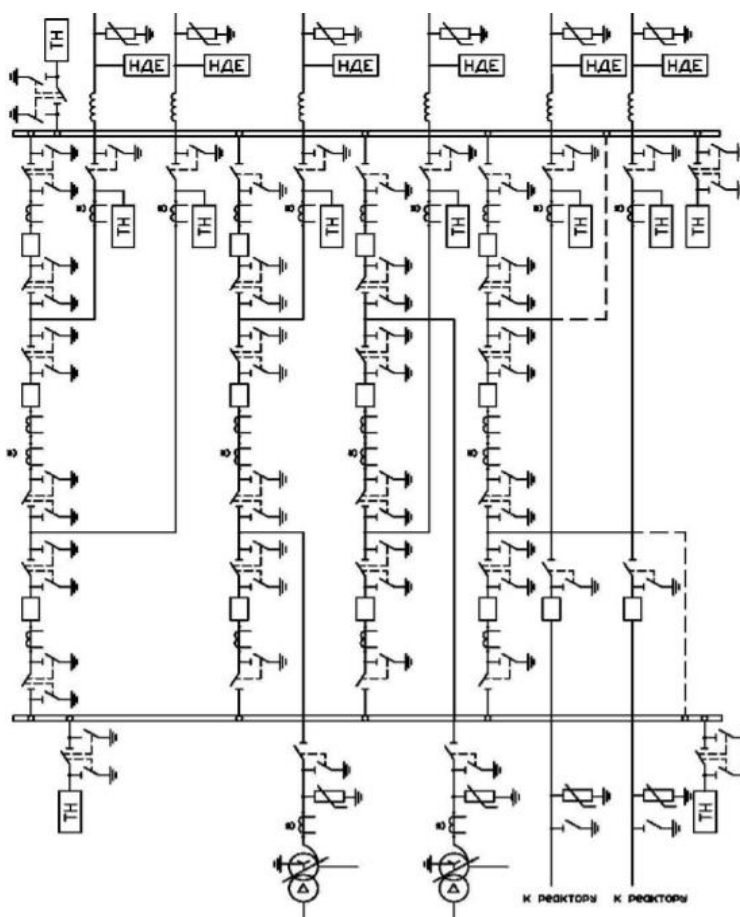 ТН
НДЕ НДЕ НДЕ НДЕ НДЕ НДЕ
ТН ТН ТН ТН ТН ТН ТН
ТН ТН
к реактору к реактору